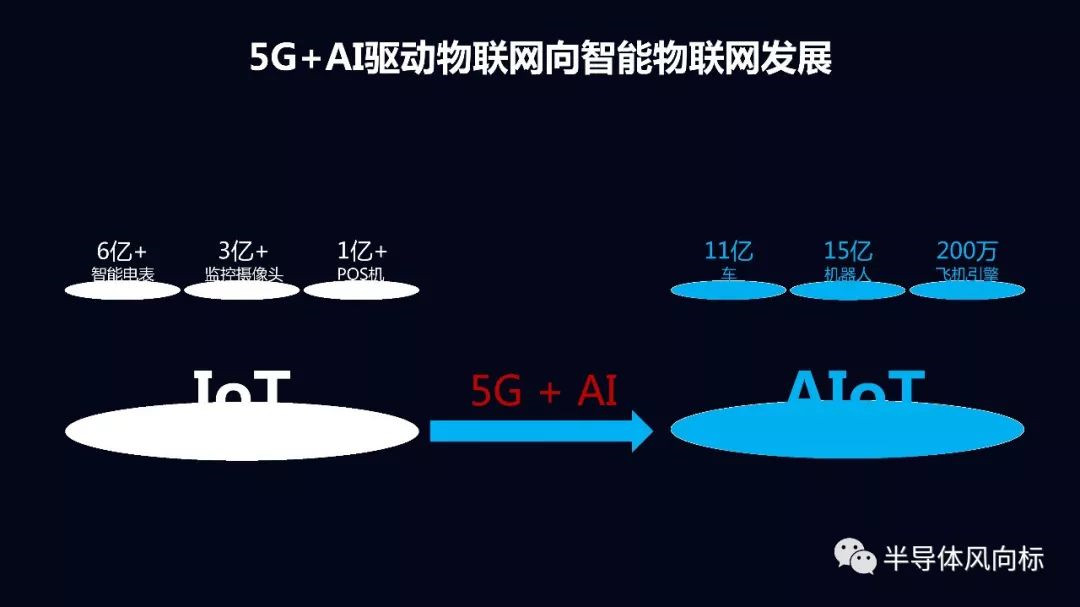 5G+AI驱动物联网向智能物联网发展
6亿+ 3亿+ 1亿+ 11亿 15亿 200万
智能电表 监控摄像头 POS机 车 机器人 飞机引擎
IoT 5G + AI AIoT
半导体风向标